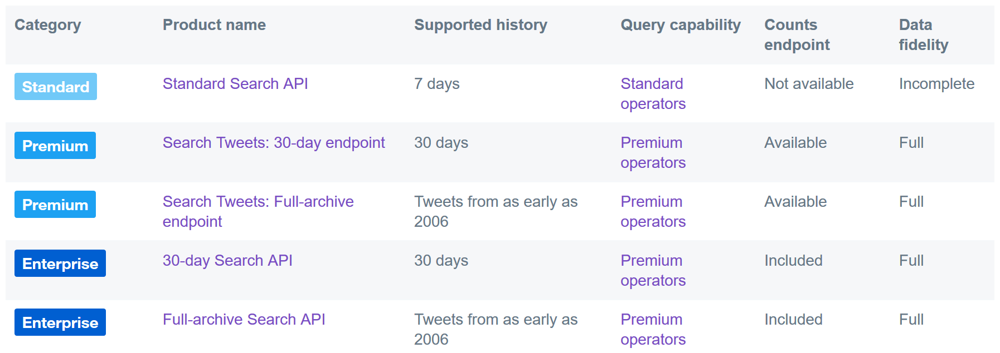 Category Product name Supported history Query capability Counts endpoint Data fidelity
Standard Standard Search API 7 days Standard operators Not available Incomplete
Premium Search Tweets: 30-day endpoint 30 days Premium operators Available Full
Premium Search Tweets: Full-archive endpoint Tweets from as early as 2006 Premium operators Available Full
Enterprise 30-day Search API 30 days Premium operators Included Full
Enterprise Full-archive Search API Tweets from as early as 2006 Premium operators Included Full